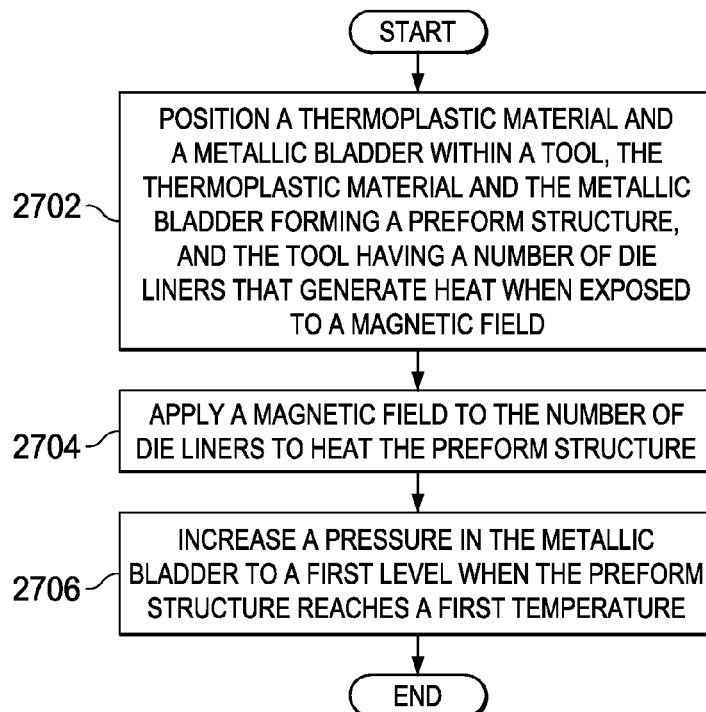 START
POSITION A THERMOPLASTIC MATERIAL AND
A METALLIC BLADDER WITHIN A TOOL, THE
THERMOPLASTIC MATERIAL AND THE METALLIC
BLADDER FORMING A PREFORM STRUCTURE,
AND THE TOOL HAVING A NUMBER OF DIE
LINERS THAT GENERATE HEAT WHEN EXPOSED
TO A MAGNETIC FIELD
2702
APPLY A MAGNETIC FIELD TO THE NUMBER OF
DIE LINERS TO HEAT THE PREFORM STRUCTURE
2704
INCREASE A PRESSURE IN THE METALLIC
BLADDER TO A FIRST LEVEL WHEN THE PREFORM
STRUCTURE REACHES A FIRST TEMPERATURE
2706
END